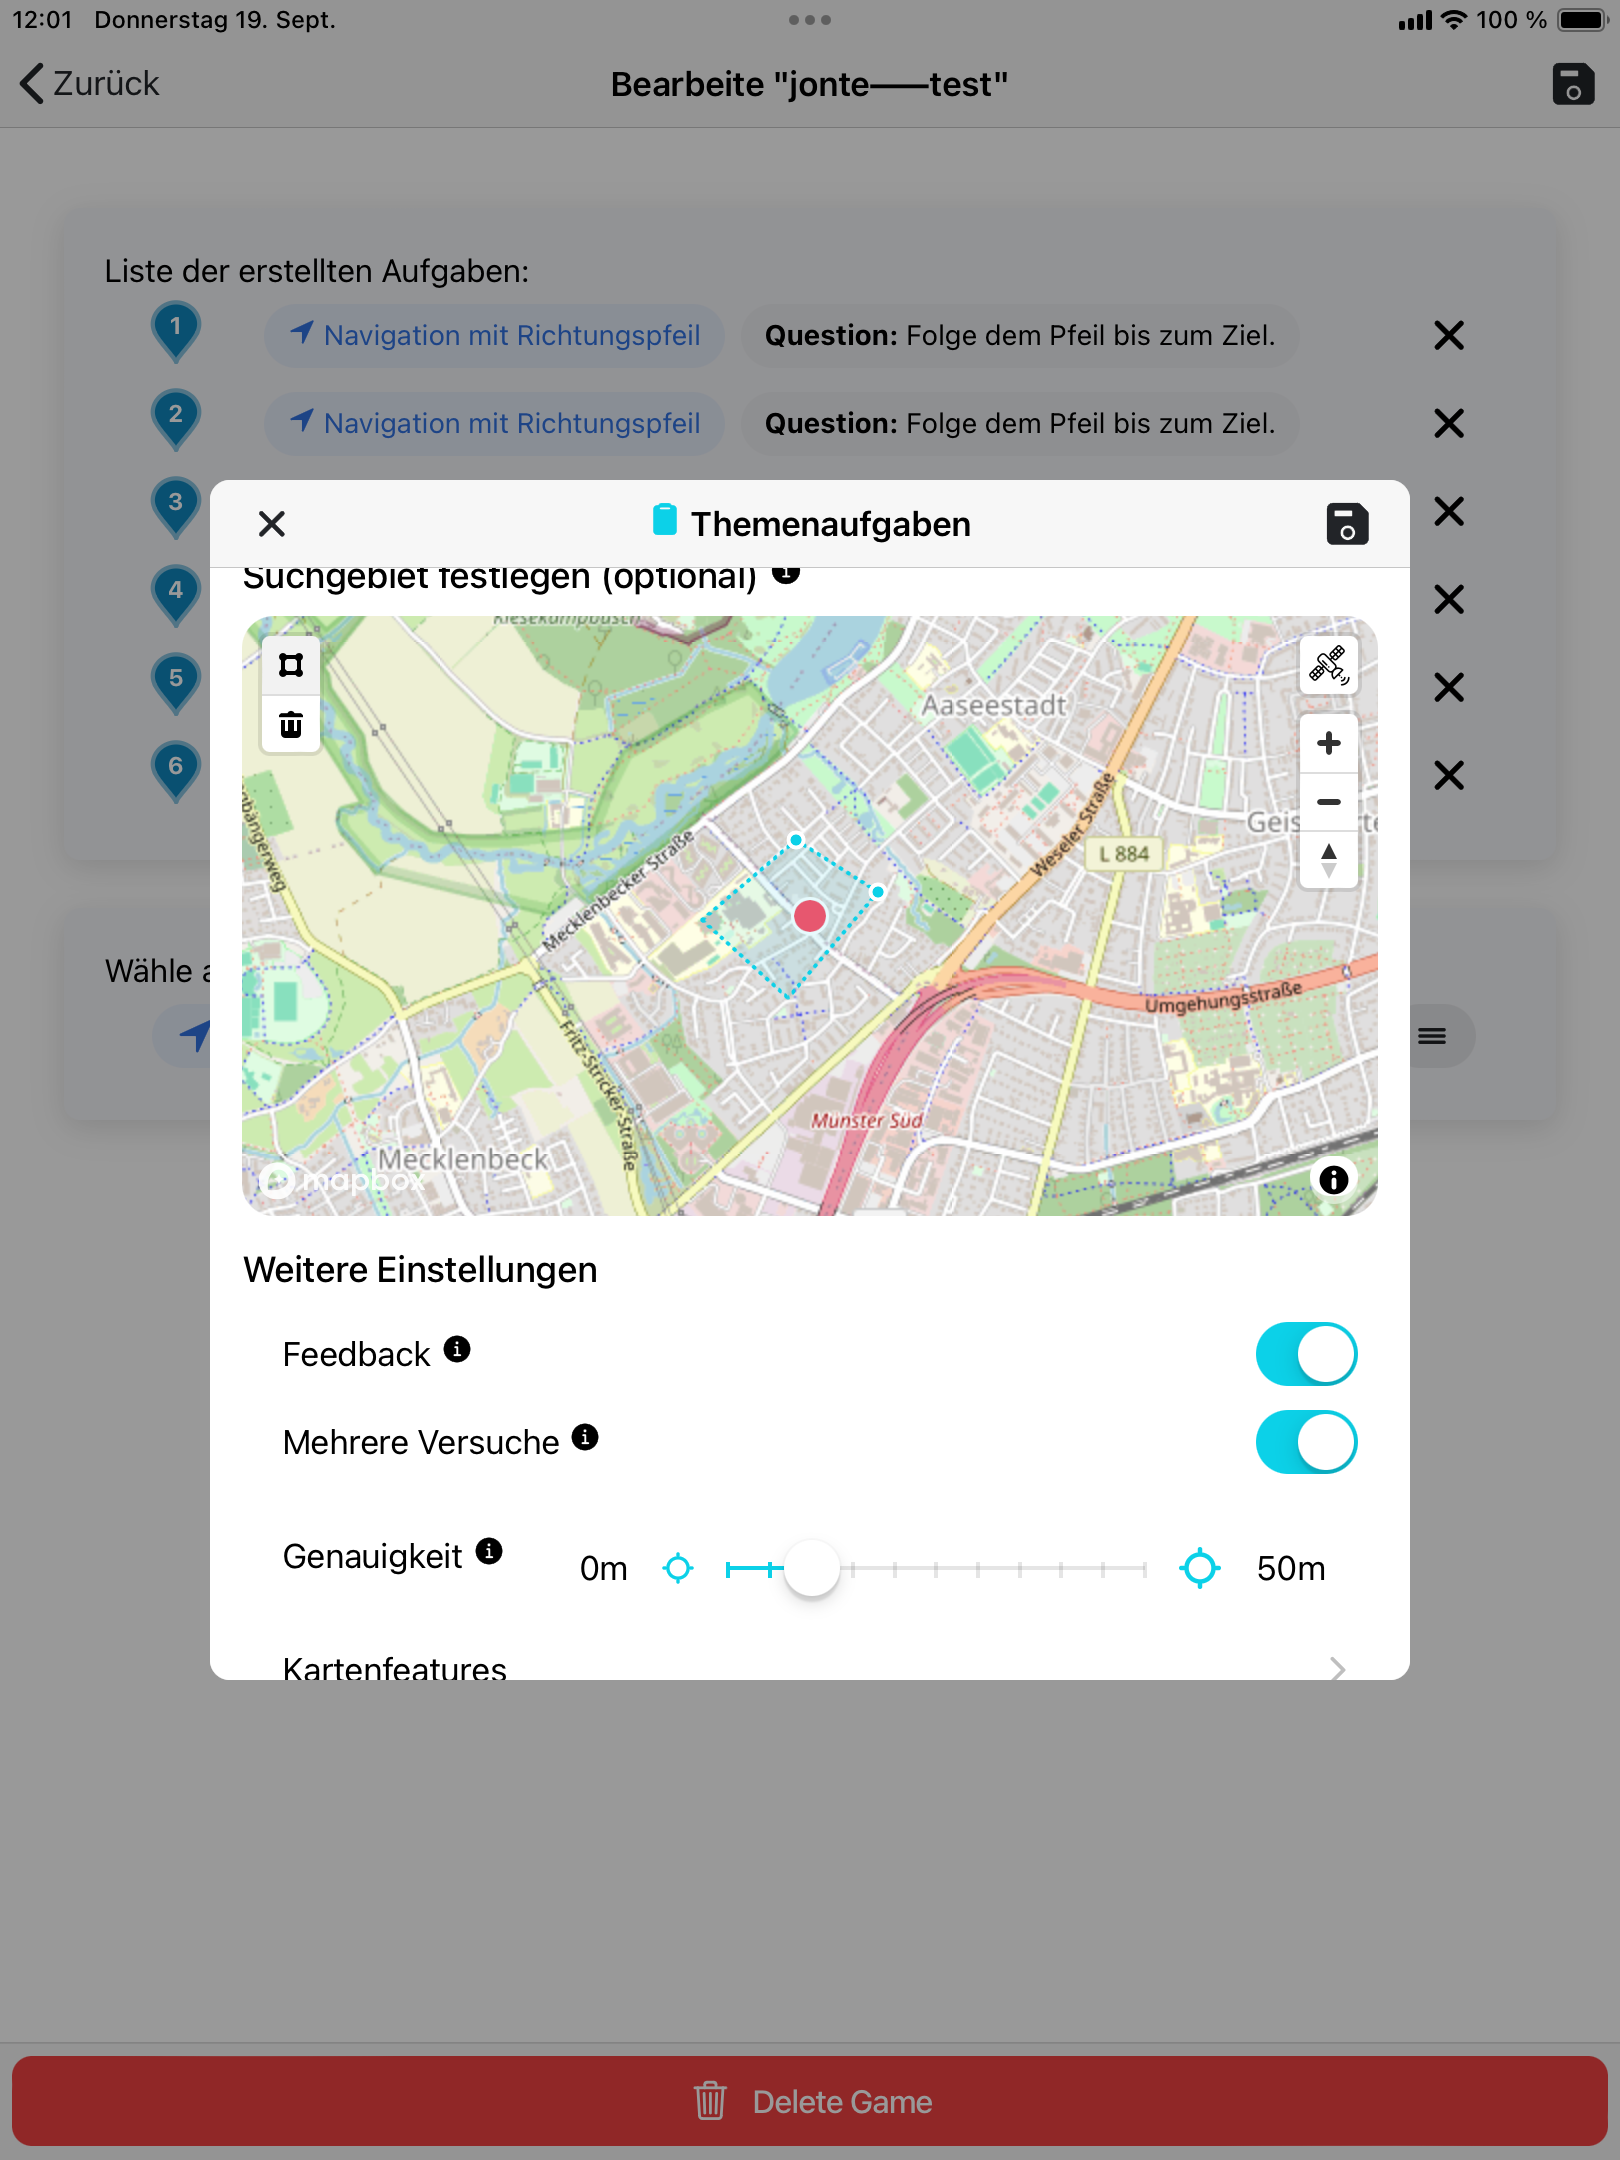 12:01 Donnerstag 19. Sept. 100 %
Zurück
Bearbeite "jonte——test"
Liste der erstellten Aufgaben:
1 Navigation mit Richtungspfeil Question: Folge dem Pfeil bis zum Ziel.
2 Navigation mit Richtungspfeil Question: Folge dem Pfeil bis zum Ziel.
3
4
5
6
Themenaufgaben
Suchgebiet festlegen (optional)
Aaseestadt
Weseler Straße
L 884
Mecklenbecker Straße
Umgehungsstraße
Fritz-Stricker-Straße
Münster Süd
Mecklenbeck
mapbox
Wähle
Weitere Einstellungen
Feedback
Mehrere Versuche
Genauigkeit 0m 50m
Kartenfeatures
Delete Game